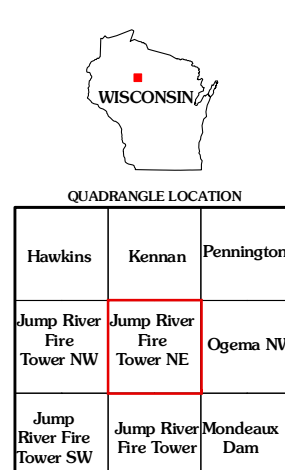 WISCONSIN
QUADRANGLE LOCATION
Hawkins
Kennan
Pennington
Jump River
Fire
Tower NW
Jump River
Fire
Tower NE
Ogema NW
Jump
River Fire
Tower SW
Jump River
Fire Tower
Mondeaux
Dam